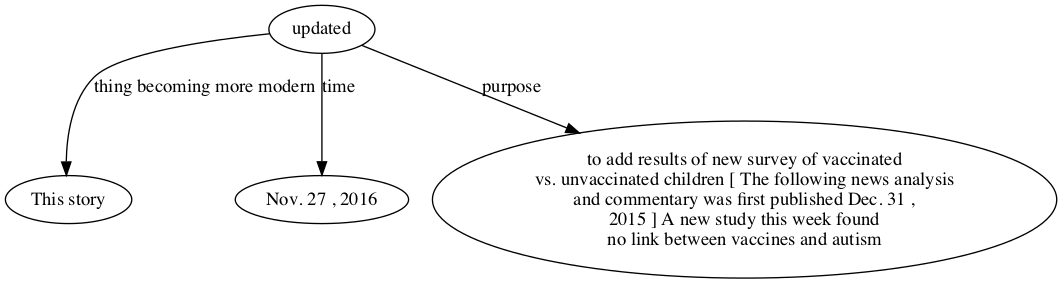 updated
thing becoming more modern
time
purpose
This story
Nov. 27 , 2016
to add results of new survey of vaccinated
vs. unvaccinated children [ The following news analysis
and commentary was first published Dec. 31 ,
2015 ] A new study this week found
no link between vaccines and autism